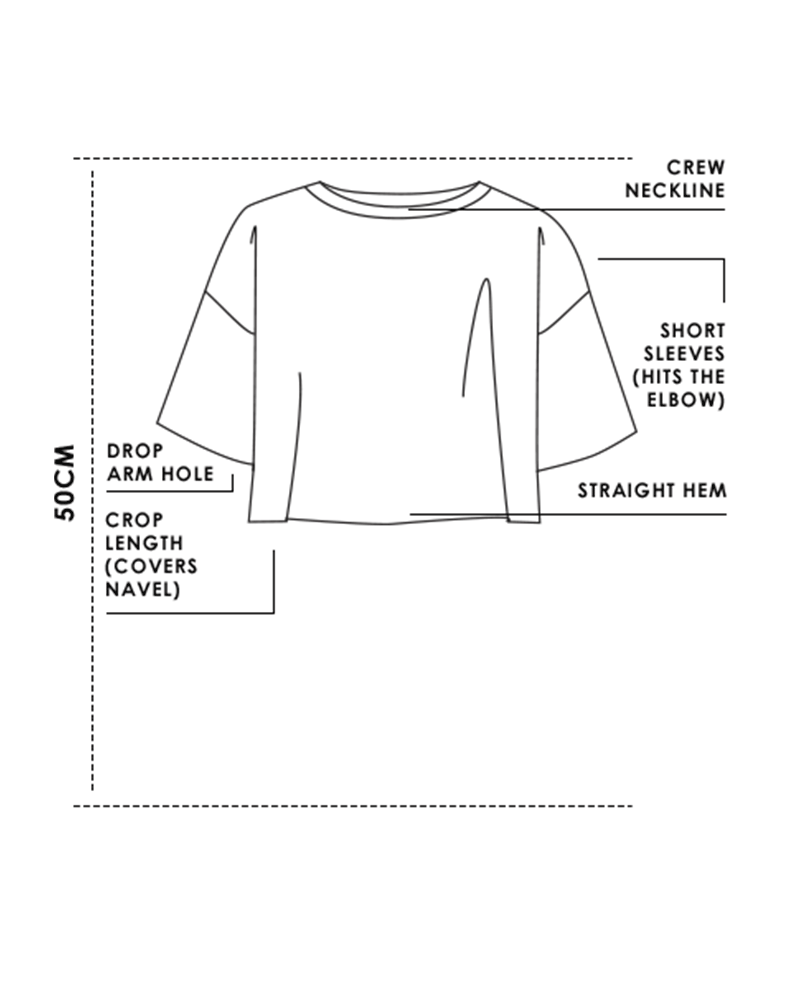 CREW
NECKLINE
SHORT
SLEEVES
(HITS THE
ELBOW)
DROP
ARM HOLE
50CM
STRAIGHT HEM
CROP
LENGTH
(COVERS
NAVEL)